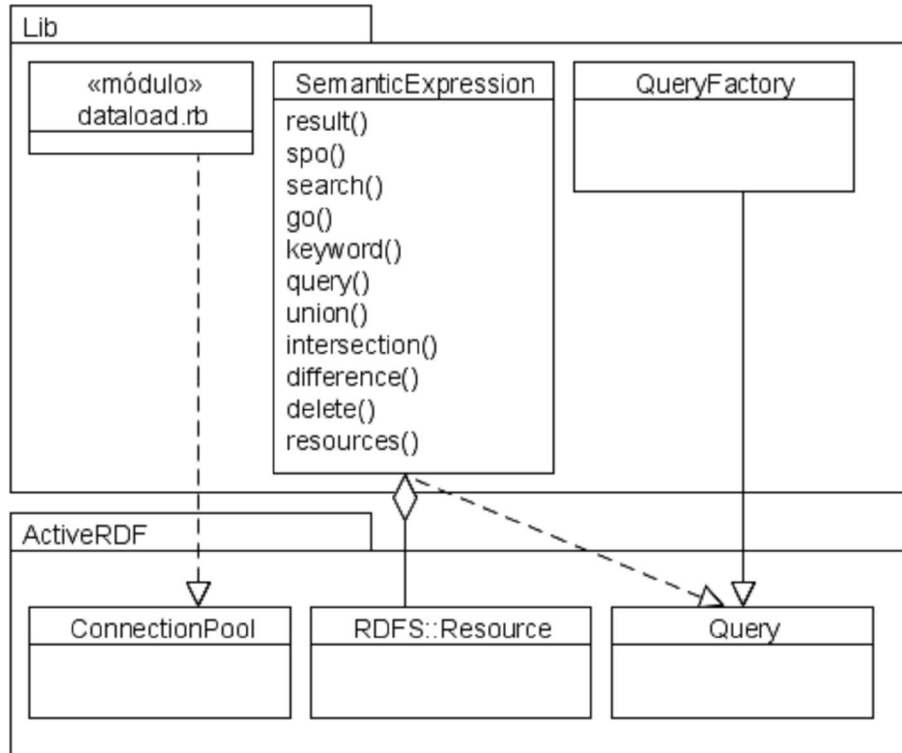 Lib
«módulo»
dataload.rb
SemanticExpression
result()
spo()
search()
go()
keyword()
query()
union()
intersection()
difference()
delete()
resources()
QueryFactory
ActiveRDF
ConnectionPool
RDFS::Resource
Query